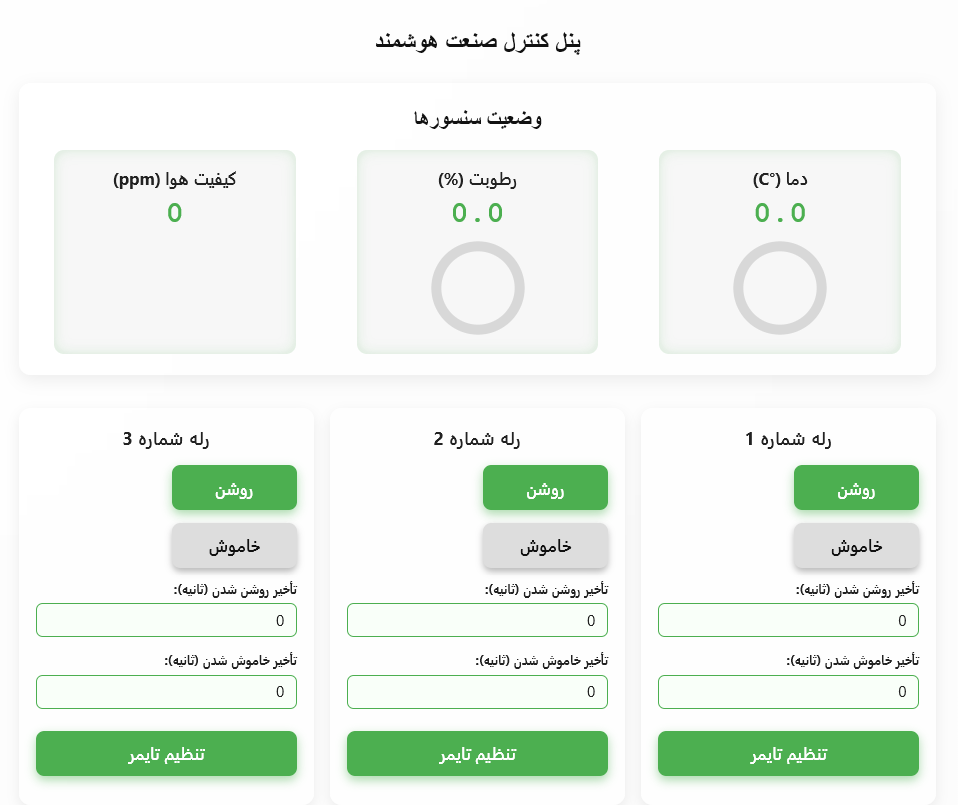 پنل کنترل صنعت هوشمند
وضعیت سنسورها
دما (°C)
0.0
رطوبت (%)
0.0
کیفیت هوا (ppm)
0
رله شماره 1
روشن
خاموش
تأخیر روشن شدن (ثانیه):
0
تأخیر خاموش شدن (ثانیه):
0
تنظیم تایمر
رله شماره 2
روشن
خاموش
تأخیر روشن شدن (ثانیه):
0
تأخیر خاموش شدن (ثانیه):
0
تنظیم تایمر
رله شماره 3
روشن
خاموش
تأخیر روشن شدن (ثانیه):
0
تأخیر خاموش شدن (ثانیه):
0
تنظیم تایمر